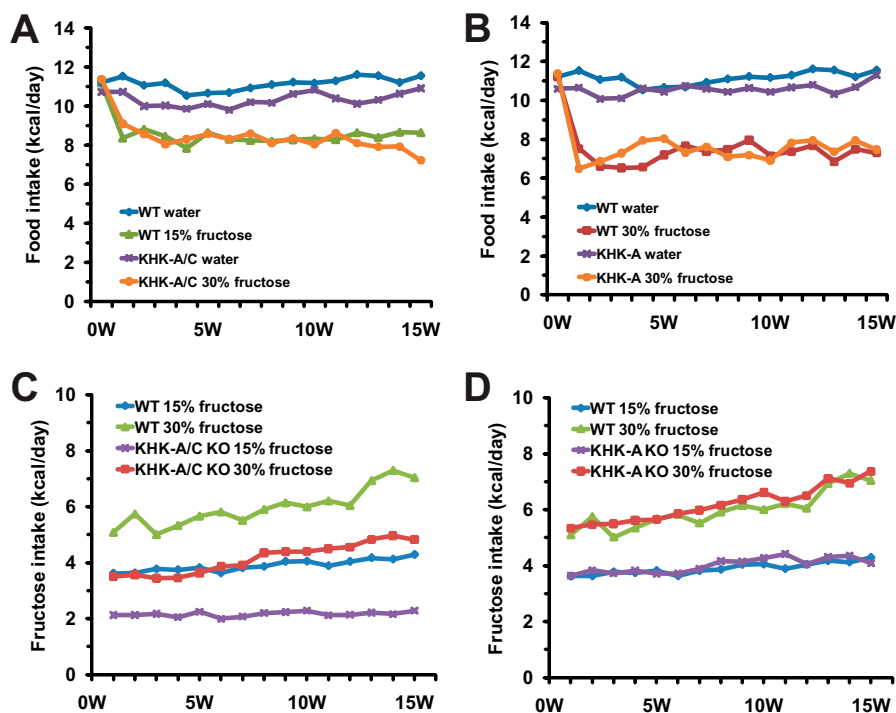 A
Food intake (kcal/day)
14
12
10
8
6
4
2
0
WT water
WT 15% fructose
KHK-A/C water
KHK-A/C 30% fructose
0W 5W 10W 15W
B
Food intake (kcal/day)
14
12
10
8
6
4
2
0
WT water
WT 30% fructose
KHK-A water
KHK-A 30% fructose
0W 5W 10W 15W
C
Fructose intake (kcal/day)
10
8
6
4
2
0
WT 15% fructose
WT 30% fructose
KHK-A/C KO 15% fructose
KHK-A/C KO 30% fructose
0W 5W 10W 15W
D
Fructose intake (kcal/day)
10
8
6
4
2
0
WT 15% fructose
WT 30% fructose
KHK-A KO 15% fructose
KHK-A KO 30% fructose
0W 5W 10W 15W